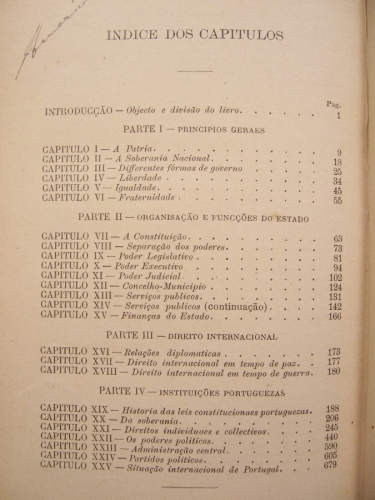 INDICE DOS CAPITULOS
Pag.
INTRODUCÇÃO — Objecto e divisão do livro. . . . . . 1
PARTE I — PRINCIPIOS GERAES
CAPITULO I — A Patria. . . . . . . . . . 9
CAPITULO II — A Soberania Nacional. . . . . . . 18
CAPITULO III — Differentes fórmas de governo . . . . 25
CAPITULO IV — Liberdade . . . . . . . . . 34
CAPITULO V — Igualdade. . . . . . . . . . 45
CAPITULO VI — Fraternidade . . . . . . . . 55
PARTE II — ORGANISAÇÃO E FUNCÇÕES DO ESTADO
CAPITULO VII — A Constituição. . . . . . . . 63
CAPITULO VIII — Separação dos poderes. . . . . . 73
CAPITULO IX — Poder Legislativo . . . . . . . 81
CAPITULO X — Poder Executivo . . . . . . . 94
CAPITULO XI — Poder Judicial . . . . . . . . 102
CAPITULO XII — Concelho-Municipio . . . . . . . 124
CAPITULO XIII — Serviços publicos . . . . . . . 131
CAPITULO XIV — Serviços publicos (continuação) . . . . 142
CAPITULO XV — Finanças do Estado . . . . . . . 166
PARTE III — DIREITO INTERNACIONAL
CAPITULO XVI — Relações diplomaticas . . . . . . 173
CAPITULO XVII — Direito internacional em tempo de paz. . . 177
CAPITULO XVIII — Direito internacional em tempo de guerra. . 180
PARTE IV — INSTITUIÇÕES PORTUGUEZAS
CAPITULO XIX — Historia das leis constitucionaes portuguezas. 188
CAPITULO XX — Da soberania. . . . . . . . . 206
CAPITULO XXI — Direitos individuaes e collectivos. . . . 245
CAPITULO XXII — Os poderes politicos. . . . . . . 440
CAPITULO XXIII — Administração central. . . . . . 590
CAPITULO XXIV — Partidos politicos. . . . . . . 605
CAPITULO XXV — Situação internacional de Portugal. . . . 679